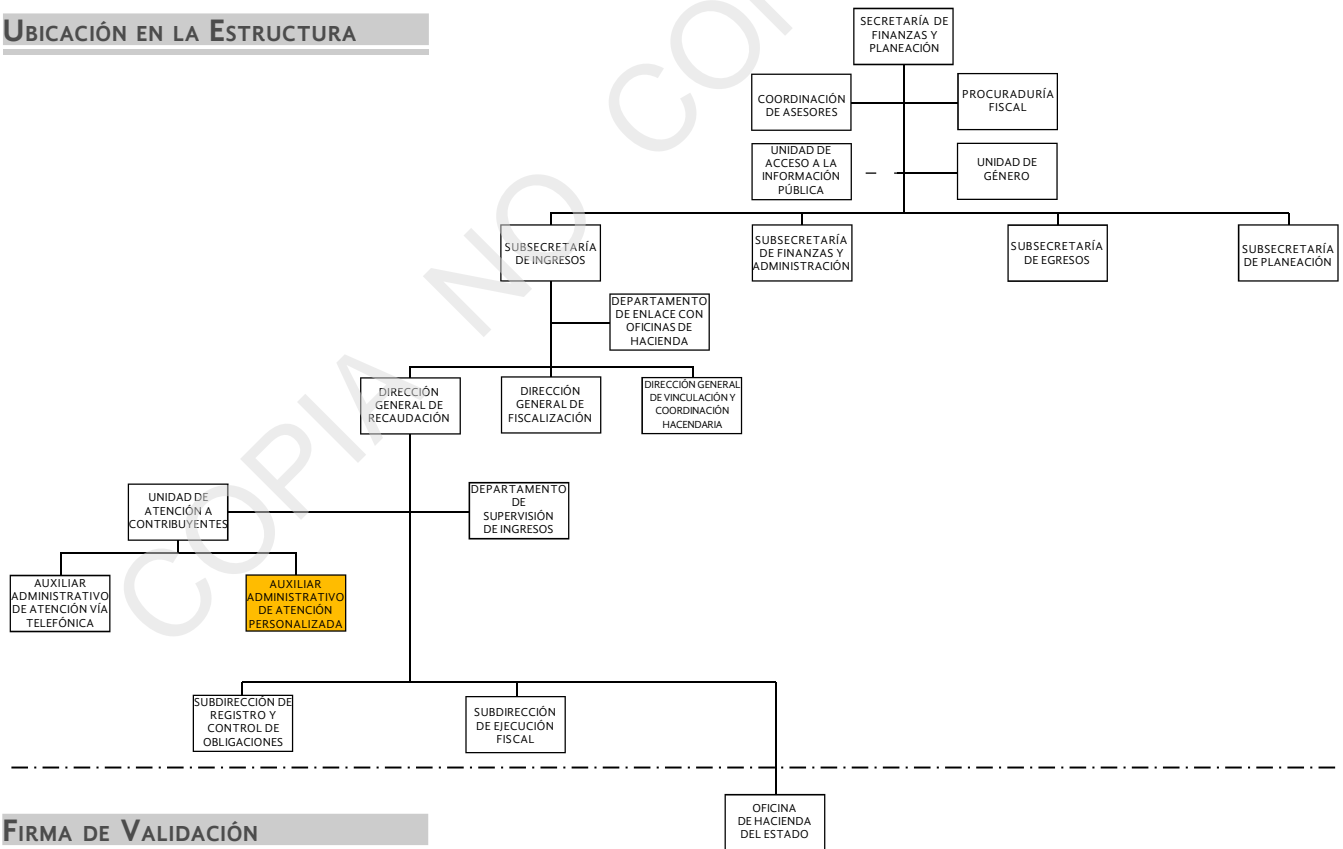 UBICACIÓN EN LA ESTRUCTURA
SECRETARÍA DE
FINANZAS Y
PLANEACIÓN
COORDINACIÓN
DE ASESORES
PROCURADURÍA
FISCAL
UNIDAD DE
ACCESO A LA
INFORMACIÓN
PÚBLICA
UNIDAD DE
GÉNERO
SUBSECRETARÍA
DE INGRESOS
SUBSECRETARÍA
DE FINANZAS Y
ADMINISTRACIÓN
SUBSECRETARÍA
DE EGRESOS
SUBSECRETARÍA
DE PLANEACIÓN
DEPARTAMENTO
DE ENLACE CON
OFICINAS DE
HACIENDA
DIRECCIÓN
GENERAL DE
RECAUDACIÓN
DIRECCIÓN
GENERAL DE
FISCALIZACIÓN
DIRECCIÓN GENERAL
DE VINCULACIÓN Y
COORDINACIÓN
HACENDARIA
UNIDAD DE
ATENCIÓN A
CONTRIBUYENTES
DEPARTAMENTO
DE
SUPERVISIÓN
DE INGRESOS
AUXILIAR
ADMINISTRATIVO
DE ATENCIÓN VÍA
TELEFÓNICA
AUXILIAR
ADMINISTRATIVO
DE ATENCIÓN
PERSONALIZADA
SUBDIRECCIÓN DE
REGISTRO Y
CONTROL DE
OBLIGACIONES
SUBDIRECCIÓN
DE EJECUCIÓN
FISCAL
OFICINA
DE HACIENDA
DEL ESTADO
FIRMA DE VALIDACIÓN
COPIA NO